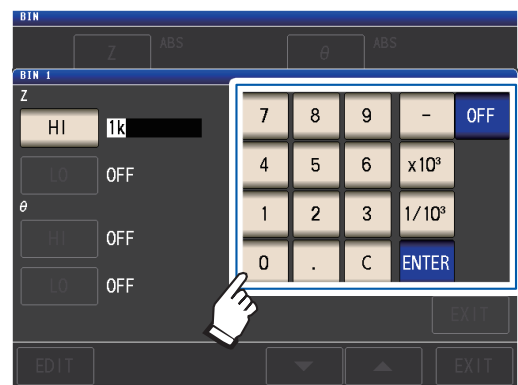 BIN
Z ABS θ ABS
BIN 1
Z
HI 1k
LO OFF
θ
HI OFF
LO OFF
7 8 9 - OFF
4 5 6 x10³
1 2 3 1/10³
0 . C ENTER
EXIT
EDIT EXIT